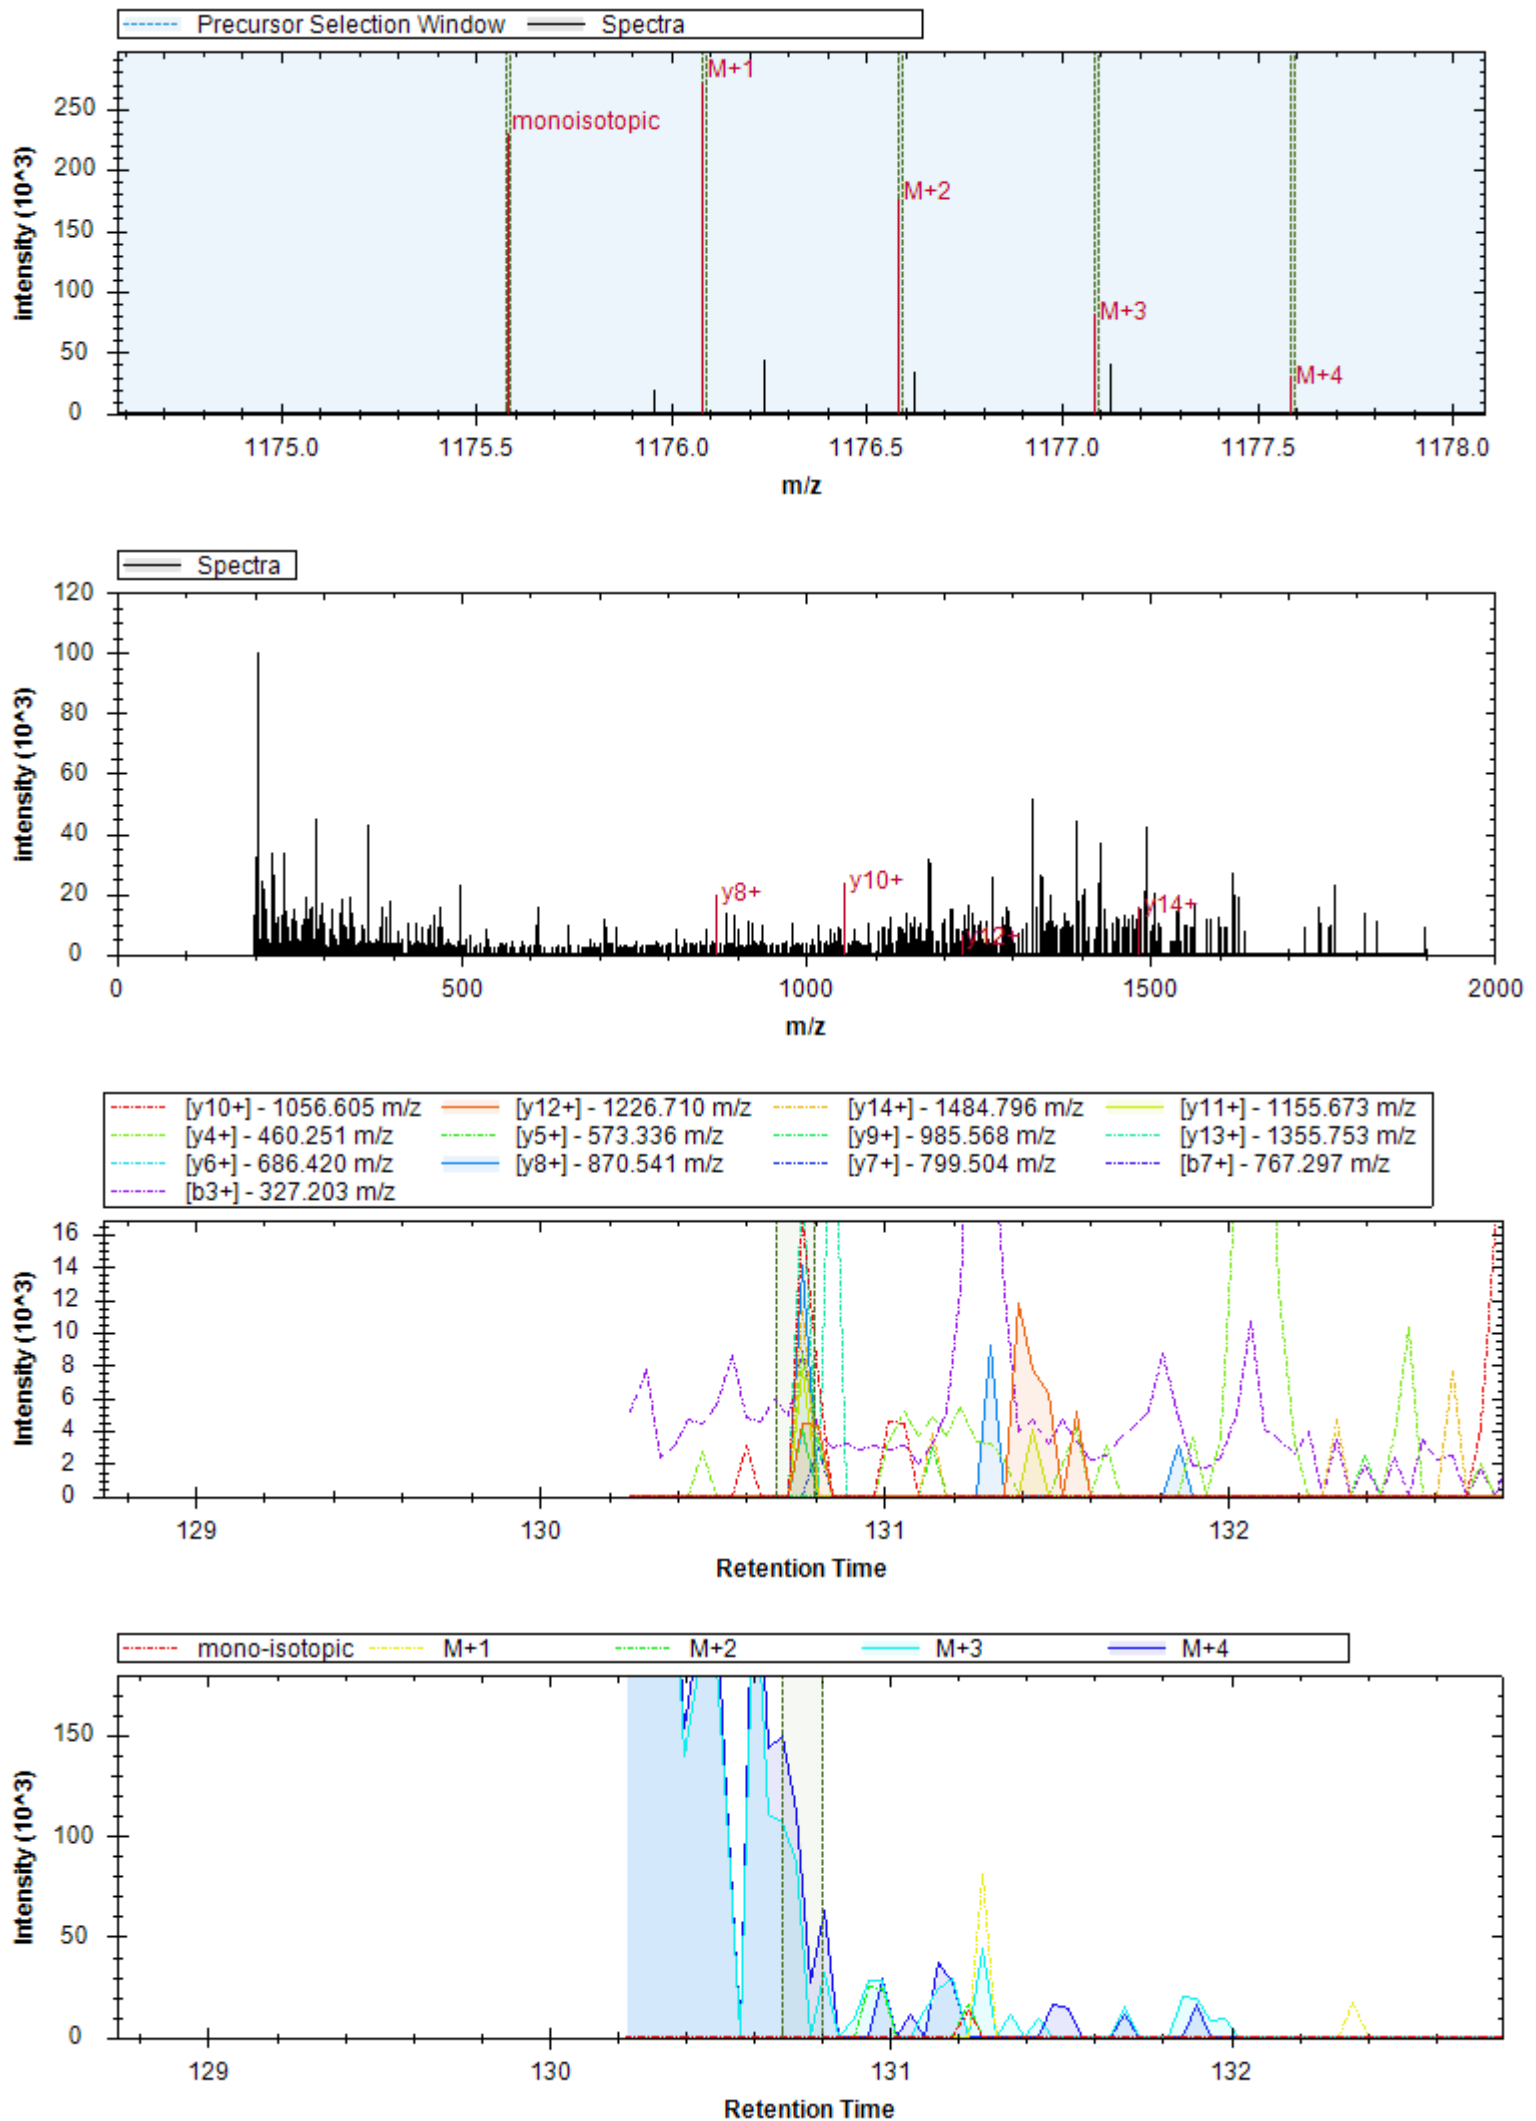 Precursor Selection Window Spectra
M+1
250
monoisotopic
200
M+2
150
100
M+3
50
M+4
0
1175.0 1175.5 1176.0 1176.5 1177.0 1177.5 1178.0
m/z
intensity (10^3)
Spectra
120
100
80
60
40
20
0
y8+ y10+ y12+ y14+
0 500 1000 1500 2000
m/z
intensity (10^3)
[y10+] - 1056.605 m/z [y12+] - 1226.710 m/z [y14+] - 1484.796 m/z [y11+] - 1155.673 m/z
[y4+] - 460.251 m/z [y5+] - 573.336 m/z [y9+] - 985.568 m/z [y13+] - 1355.753 m/z
[y6+] - 686.420 m/z [y8+] - 870.541 m/z [y7+] - 799.504 m/z [b7+] - 767.297 m/z
[b3+] - 327.203 m/z
16
14
12
10
8
6
4
2
0
129 130 131 132
Retention Time
Intensity (10^3)
mono-isotopic M+1 M+2 M+3 M+4
150
100
50
0
129 130 131 132
Retention Time
Intensity (10^3)